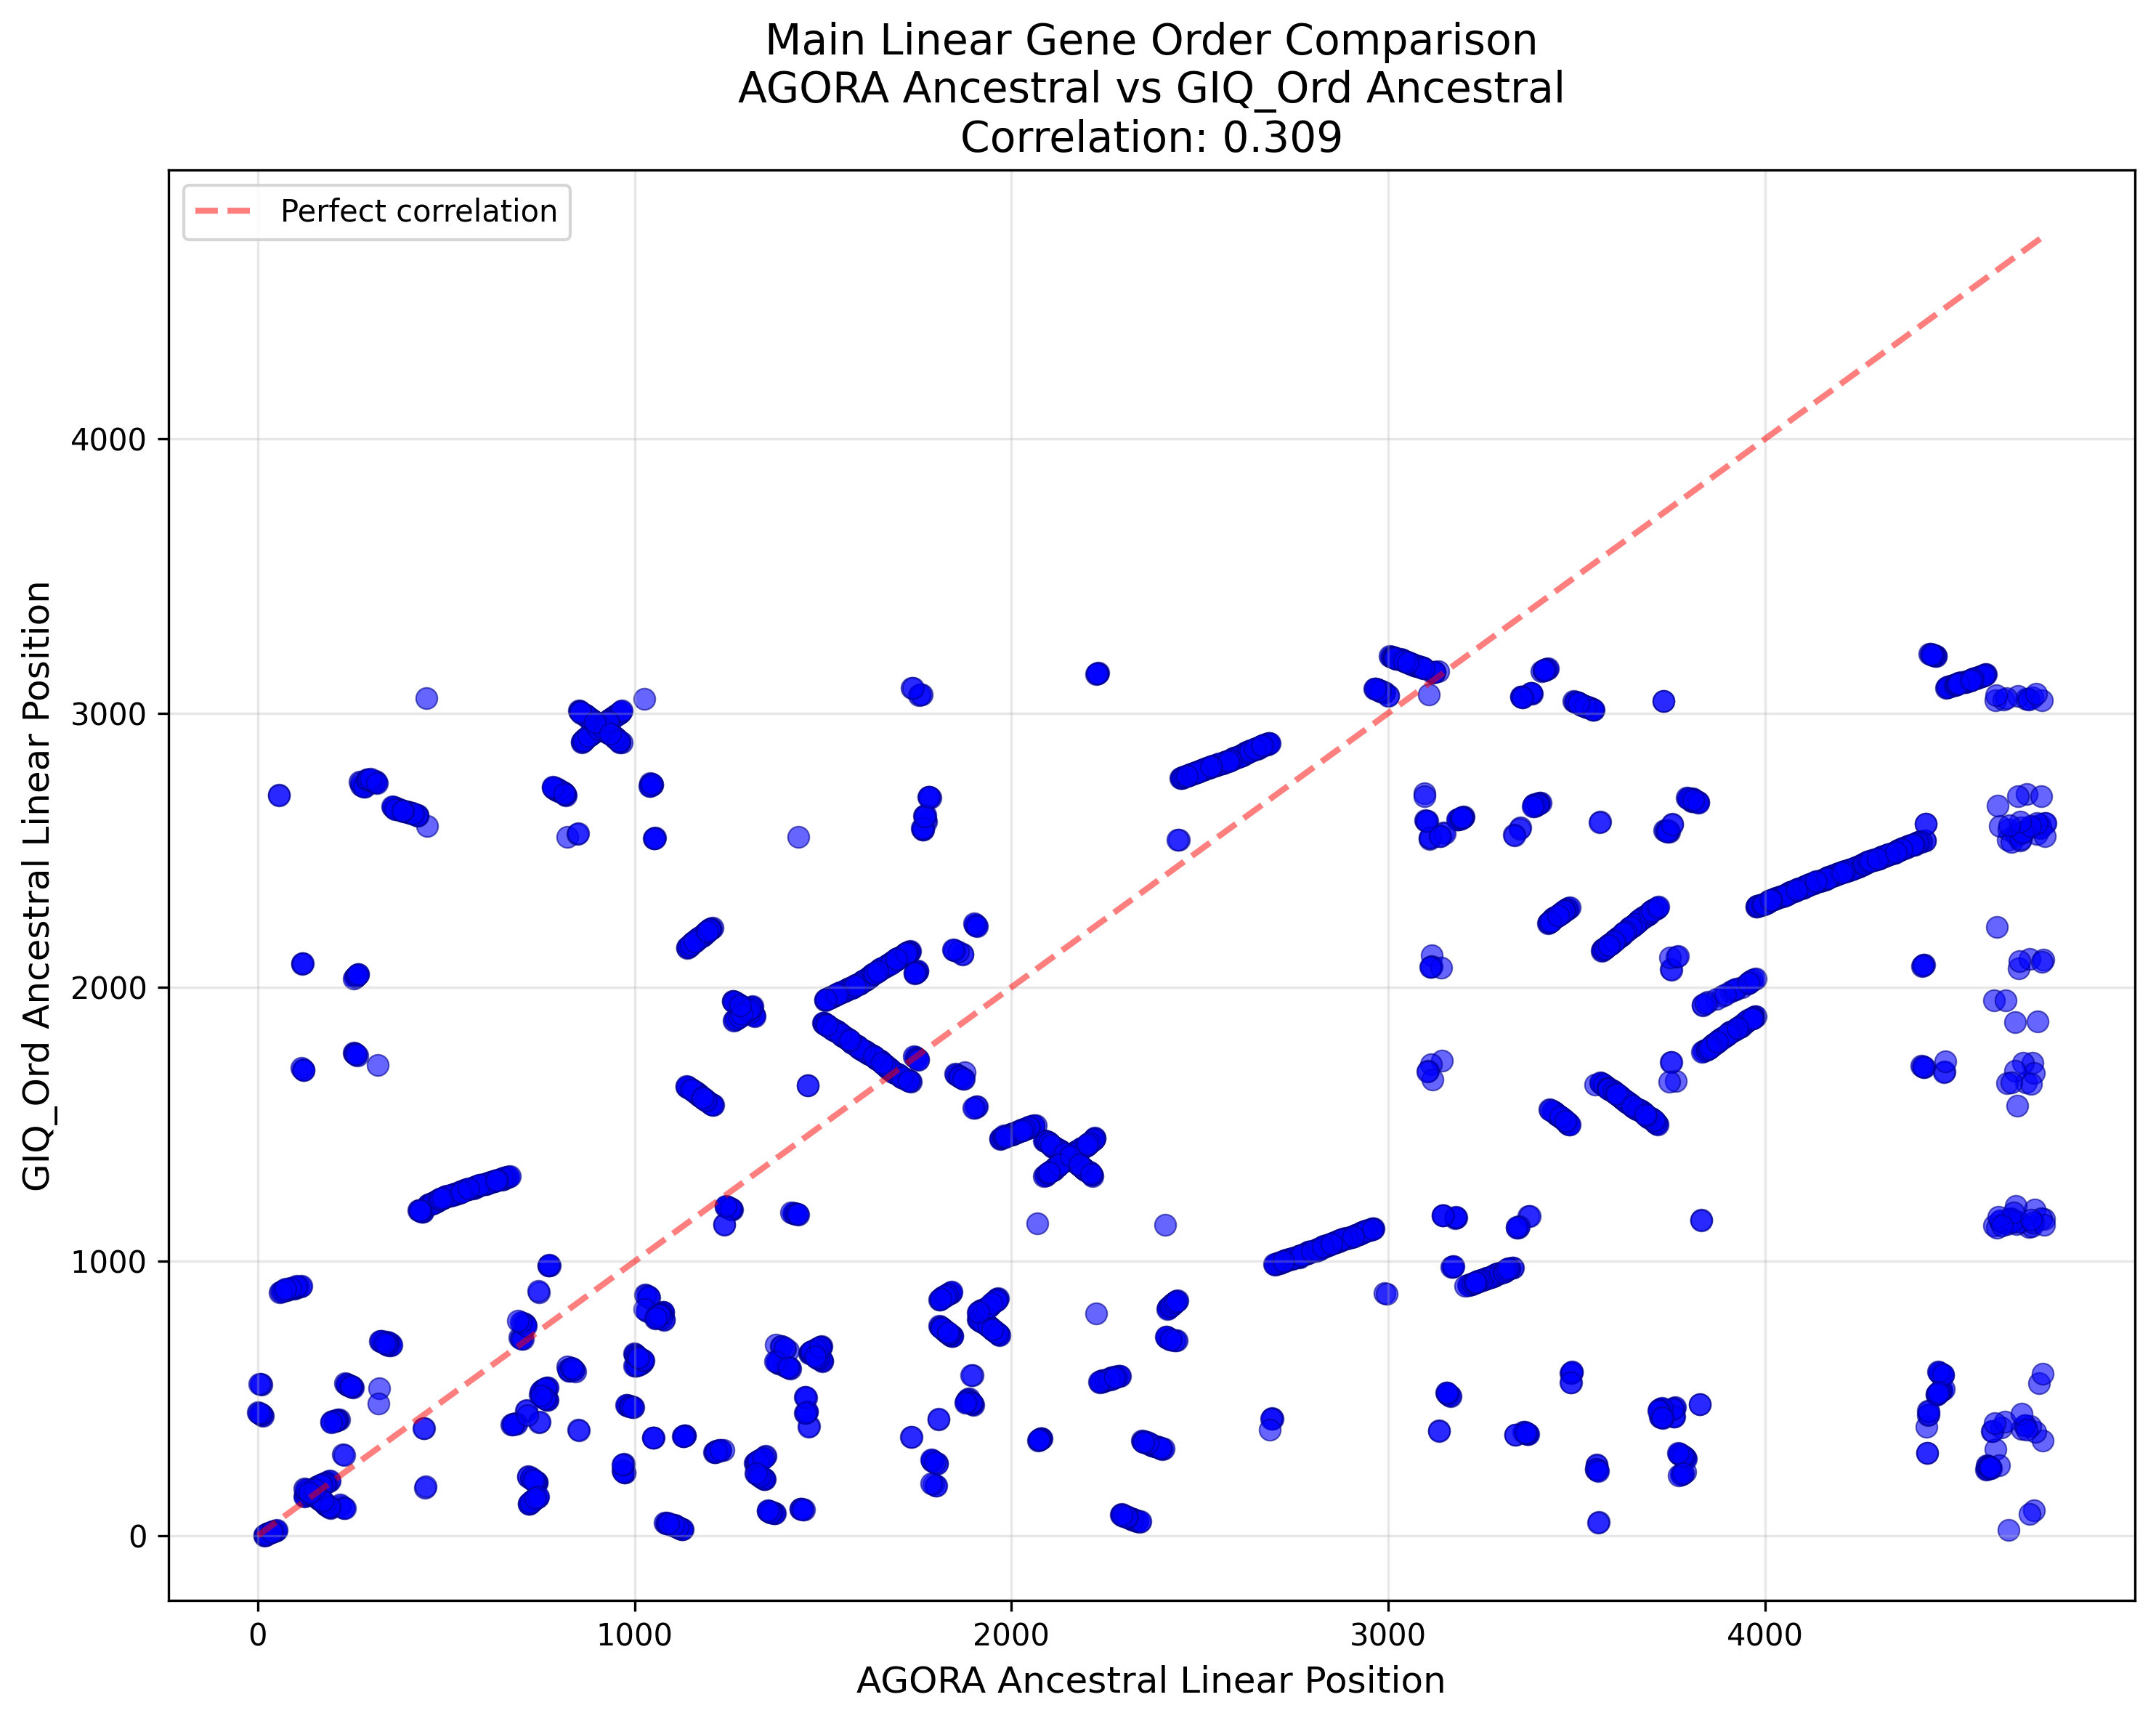 Main Linear Gene Order Comparison
AGORA Ancestral vs GIQ_Ord Ancestral
Correlation: 0.309
Perfect correlation
GIQ_Ord Ancestral Linear Position
4000
3000
2000
1000
0
0 1000 2000 3000 4000
AGORA Ancestral Linear Position